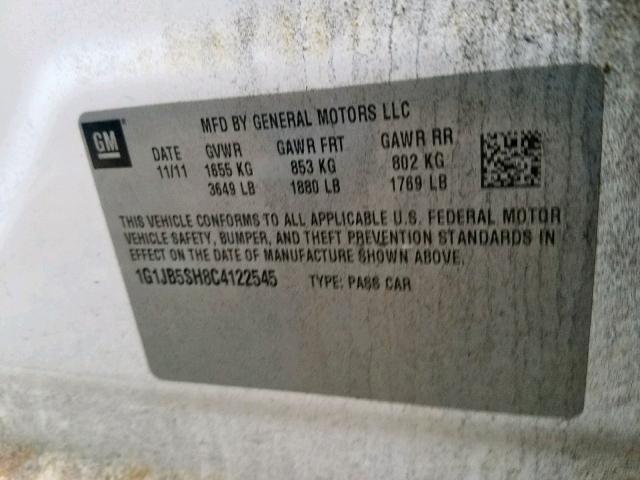 GM
MFD BY GENERAL MOTORS LLC
DATE GVWR GAWR FRT GAWR RR
11/11 1655 KG 853 KG 802 KG
3649 LB 1880 LB 1769 LB
THIS VEHICLE CONFORMS TO ALL APPLICABLE U.S. FEDERAL MOTOR
VEHICLE SAFETY, BUMPER, AND THEFT PREVENTION STANDARDS IN
EFFECT ON THE DATE OF MANUFACTURE SHOWN ABOVE.
1G1JB5SH8C4122545 TYPE: PASS CAR